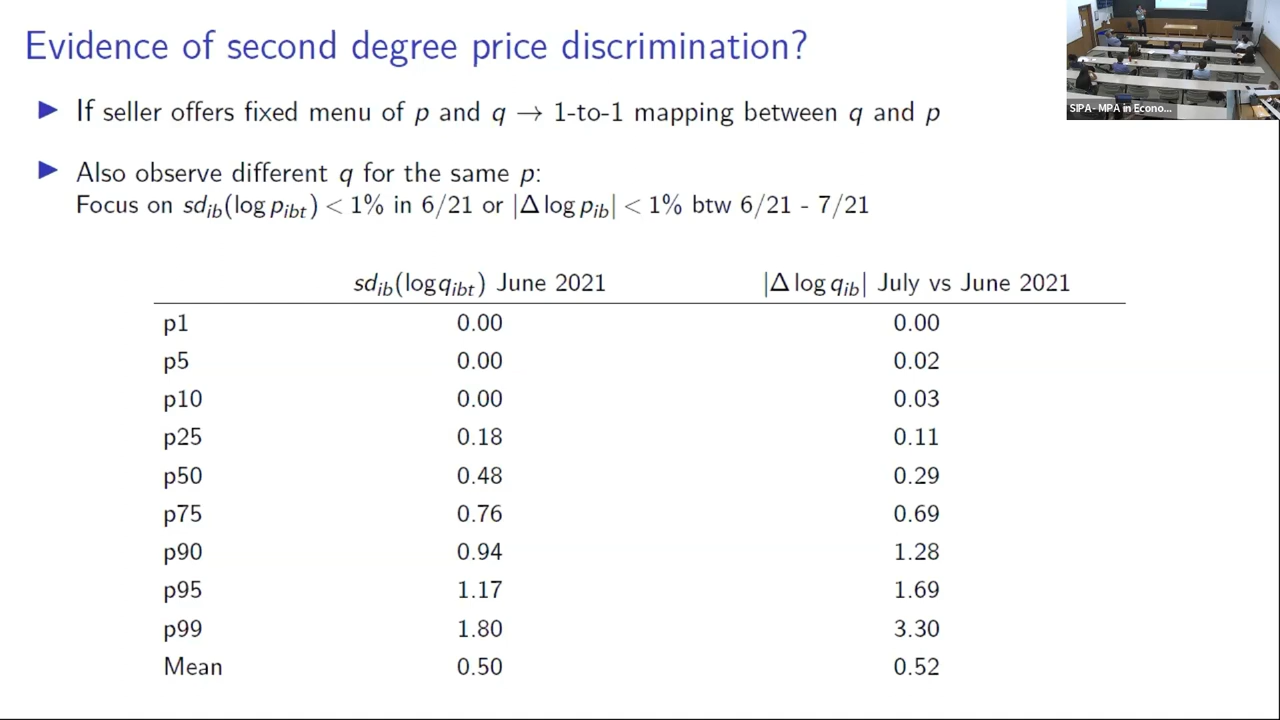 Evidence of second degree price discrimination?
SIPA - MPA in Econo...
▶ If seller offers fixed menu of p and q → 1-to-1 mapping between q and p
▶ Also observe different q for the same p:
Focus on sd_ib(log p_ibt) < 1% in 6/21 or |Δ log p_ib| < 1% btw 6/21 - 7/21
sd_ib(log q_ibt) June 2021 |Δ log q_ib| July vs June 2021
p1 0.00 0.00
p5 0.00 0.02
p10 0.00 0.03
p25 0.18 0.11
p50 0.48 0.29
p75 0.76 0.69
p90 0.94 1.28
p95 1.17 1.69
p99 1.80 3.30
Mean 0.50 0.52